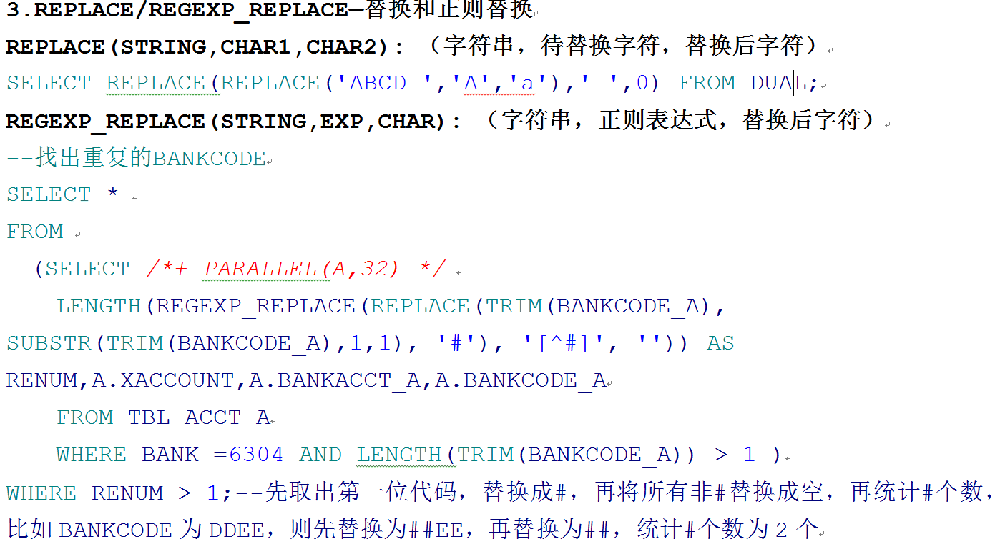 3.REPLACE/REGEXP_REPLACE—替换和正则替换
REPLACE(STRING,CHAR1,CHAR2): （字符串，待替换字符，替换后字符）
SELECT REPLACE(REPLACE('ABCD ','A','a'),' ',0) FROM DUAL;
REGEXP_REPLACE(STRING,EXP,CHAR): （字符串，正则表达式，替换后字符）
--找出重复的BANKCODE
SELECT *
FROM
(SELECT /*+ PARALLEL(A,32) */
LENGTH(REGEXP_REPLACE(REPLACE(TRIM(BANKCODE_A),
SUBSTR(TRIM(BANKCODE_A),1,1), '#'), '[^#]', '')) AS
RENUM,A.XACCOUNT,A.BANKACCT_A,A.BANKCODE_A
FROM TBL_ACCT A
WHERE BANK =6304 AND LENGTH(TRIM(BANKCODE_A)) > 1 )
WHERE RENUM > 1;--先取出第一位代码，替换成#，再将所有非#替换成空，再统计#个数，
比如 BANKCODE 为 DDEE，则先替换为##EE，再替换为##，统计#个数为 2 个